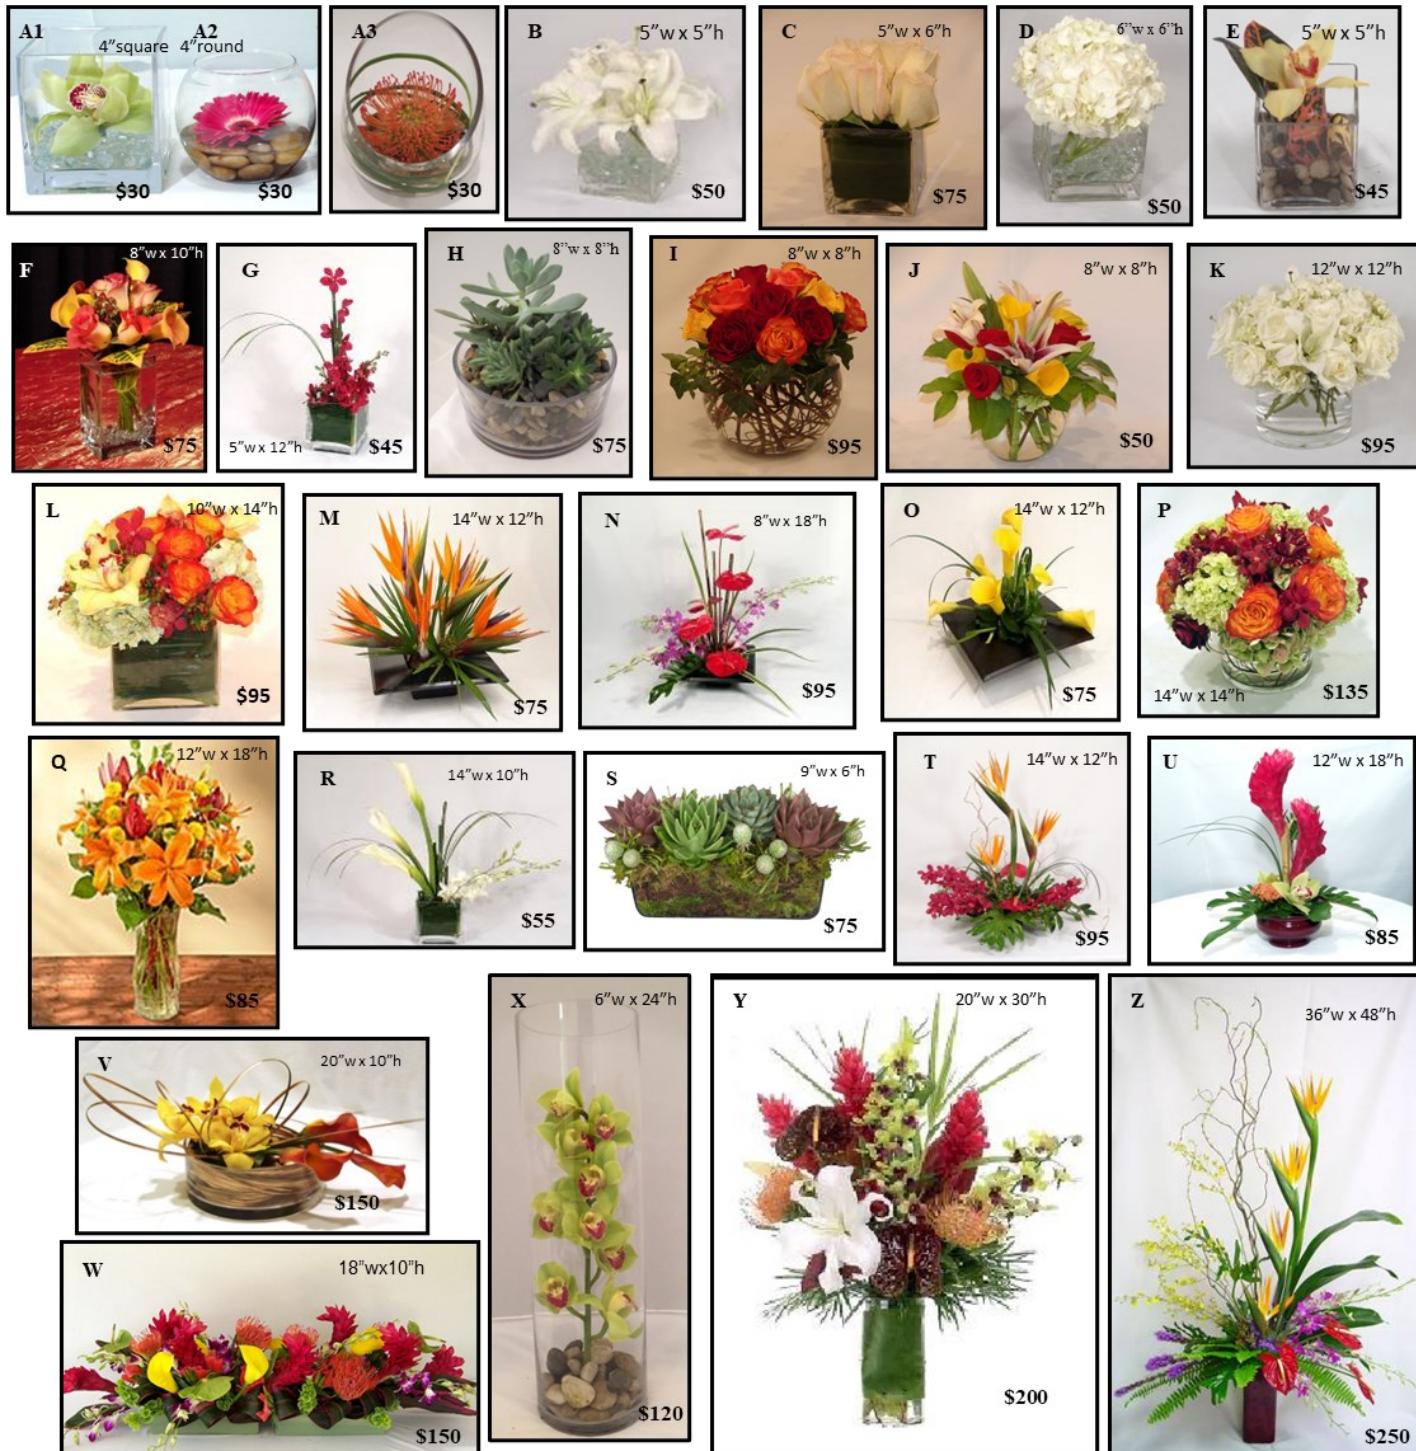 A1
4"square
$30
A2
4"round
$30
A3
$30
B
5"w x 5"h
$50
C
5"w x 6"h
$75
D
6"w x 6"h
$50
E
5"w x 5"h
$45
F
8"w x 10"h
$75
G
5"w x 12"h
$45
H
8"w x 8"h
$75
I
8"w x 8"h
$95
J
8"w x 8"h
$50
K
12"w x 12"h
$95
L
10"w x 14"h
$95
M
14"w x 12"h
$75
N
8"w x 18"h
$95
O
14"w x 12"h
$75
P
14"w x 14"h
$135
Q
12"w x 18"h
$85
R
14"w x 10"h
$55
S
9"w x 6"h
$75
T
14"w x 12"h
$95
U
12"w x 18"h
$85
V
20"w x 10"h
$150
W
18"wx10"h
$150
X
6"w x 24"h
$120
Y
20"w x 30"h
$200
Z
36"w x 48"h
$250